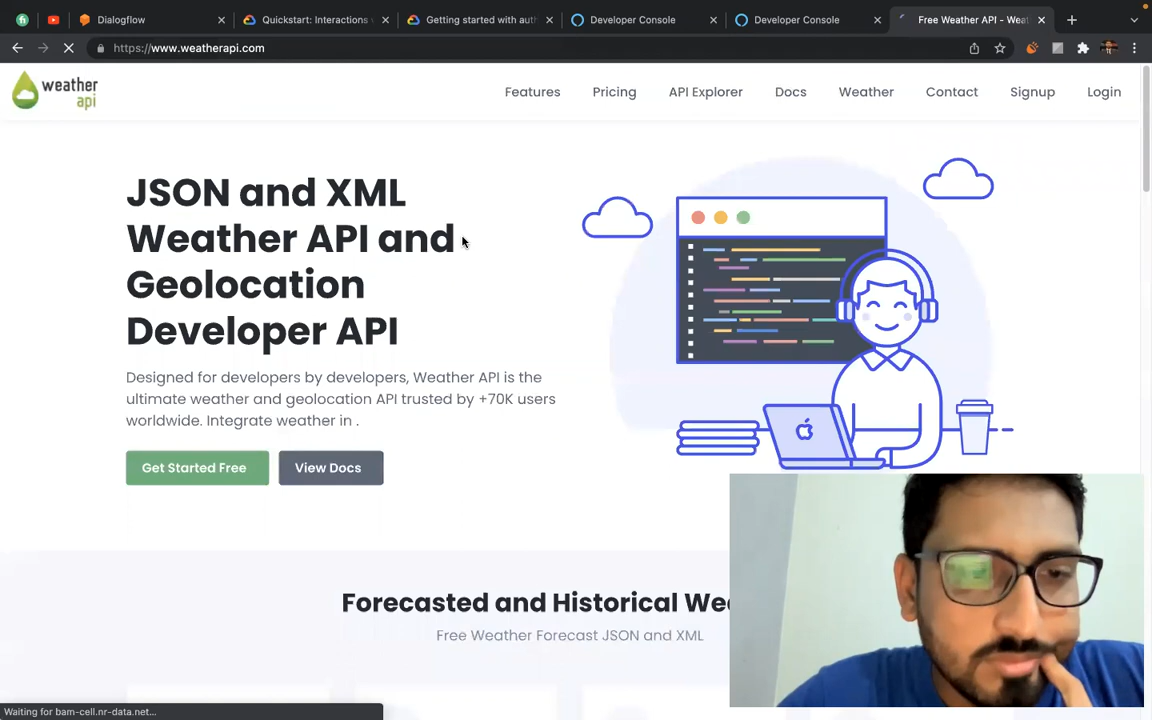 Dialogflow
Quickstart: Interactions
Getting started with aut
Developer Console
Developer Console
Free Weather API - Wea
https://www.weatherapi.com
weather
api
Features
Pricing
API Explorer
Docs
Weather
Contact
Signup
Login
JSON and XML
Weather API and
Geolocation
Developer API
Designed for developers by developers, Weather API is the
ultimate weather and geolocation API trusted by +70K users
worldwide. Integrate weather in .
Get Started Free
View Docs
Forecasted and Historical We
Free Weather Forecast JSON and XML
Waiting for bam-cell.nr-data.net...